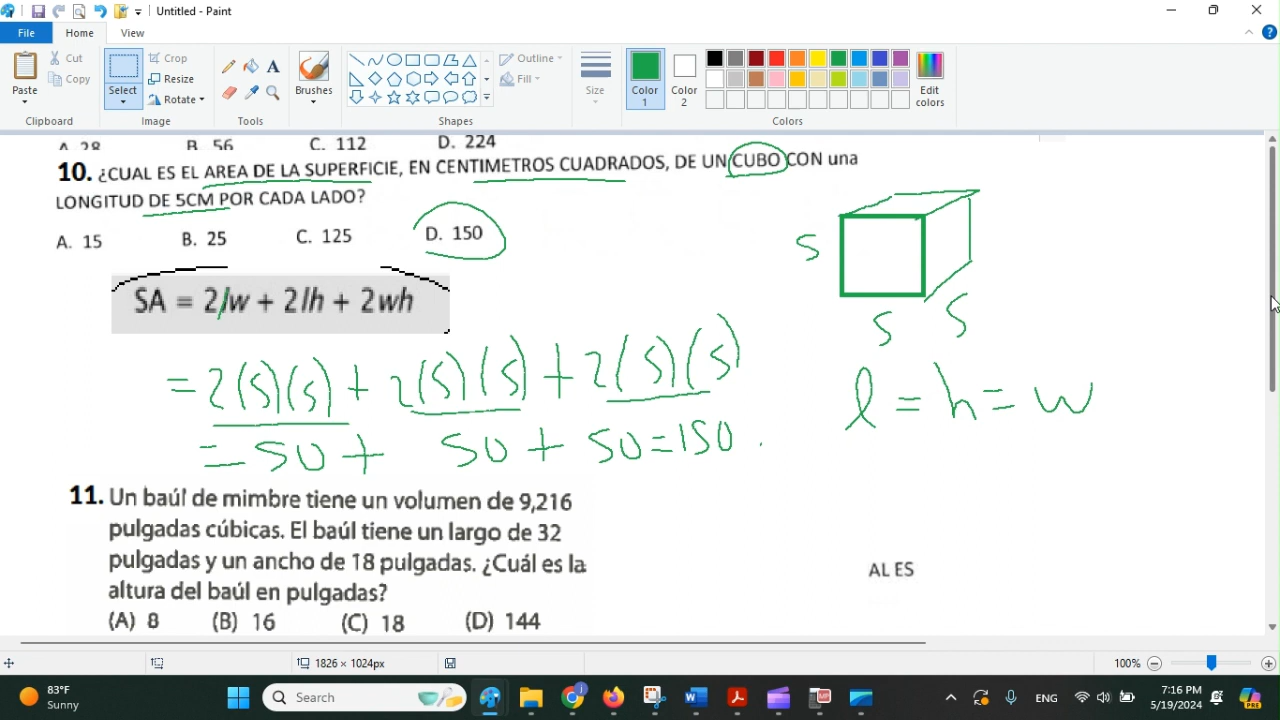 Untitled - Paint
File Home View
Paste Cut Copy
Clipboard
Select Crop Resize Rotate
Image
Tools
Brushes
Shapes
Outline Fill
Size
Color 1 Color 2
Edit colors
Colors
A. 28 B. 56 C. 112 D. 224
10. ¿CUAL ES EL AREA DE LA SUPERFICIE, EN CENTIMETROS CUADRADOS, DE UN CUBO CON una
LONGITUD DE 5CM POR CADA LADO?
A. 15 B. 25 C. 125 D. 150
SA = 2lw + 2lh + 2wh
= 2(5)(5) + 2(5)(5) + 2(5)(5)
= 50 + 50 + 50 = 150.
5
5 5
l = h = w
11. Un baúl de mimbre tiene un volumen de 9,216
pulgadas cúbicas. El baúl tiene un largo de 32
pulgadas y un ancho de 18 pulgadas. ¿Cuál es la
altura del baúl en pulgadas?
(A) 8 (B) 16 (C) 18 (D) 144
AL ES
1826 × 1024px
100%
83°F
Sunny
Search
ENG
7:16 PM
5/19/2024